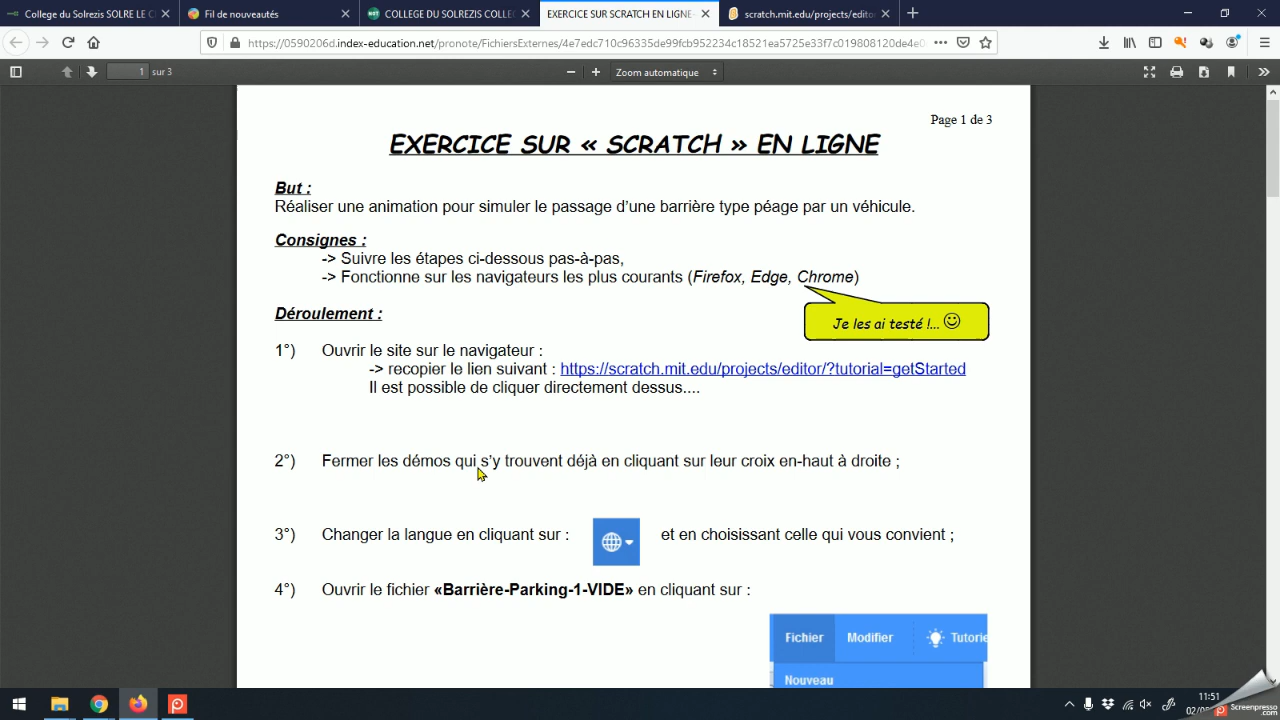 College du Solrezis SOLRE LE C
Fil de nouveautés
COLLEGE DU SOLREZIS COLLE
EXERCICE SUR SCRATCH EN LIGNE
scratch.mit.edu/projects/editor
https://0590206d.index-education.net/pronote/FichiersExternes/4e7edc710c96335de99fcb952234c18521ea5725e33f7c019808120de4e0
1 sur 3
Zoom automatique
Page 1 de 3
EXERCICE SUR « SCRATCH » EN LIGNE
But :
Réaliser une animation pour simuler le passage d'une barrière type péage par un véhicule.
Consignes :
-> Suivre les étapes ci-dessous pas-à-pas,
-> Fonctionne sur les navigateurs les plus courants (Firefox, Edge, Chrome)
Déroulement :
Je les ai testé !... ☺
1°) Ouvrir le site sur le navigateur :
-> recopier le lien suivant : https://scratch.mit.edu/projects/editor/?tutorial=getStarted
Il est possible de cliquer directement dessus....
2°) Fermer les démos qui s'y trouvent déjà en cliquant sur leur croix en-haut à droite ;
3°) Changer la langue en cliquant sur : et en choisissant celle qui vous convient ;
4°) Ouvrir le fichier «Barrière-Parking-1-VIDE» en cliquant sur :
Fichier Modifier Tutorie
Nouveau
11:51
02/0
Screenpresso
.com